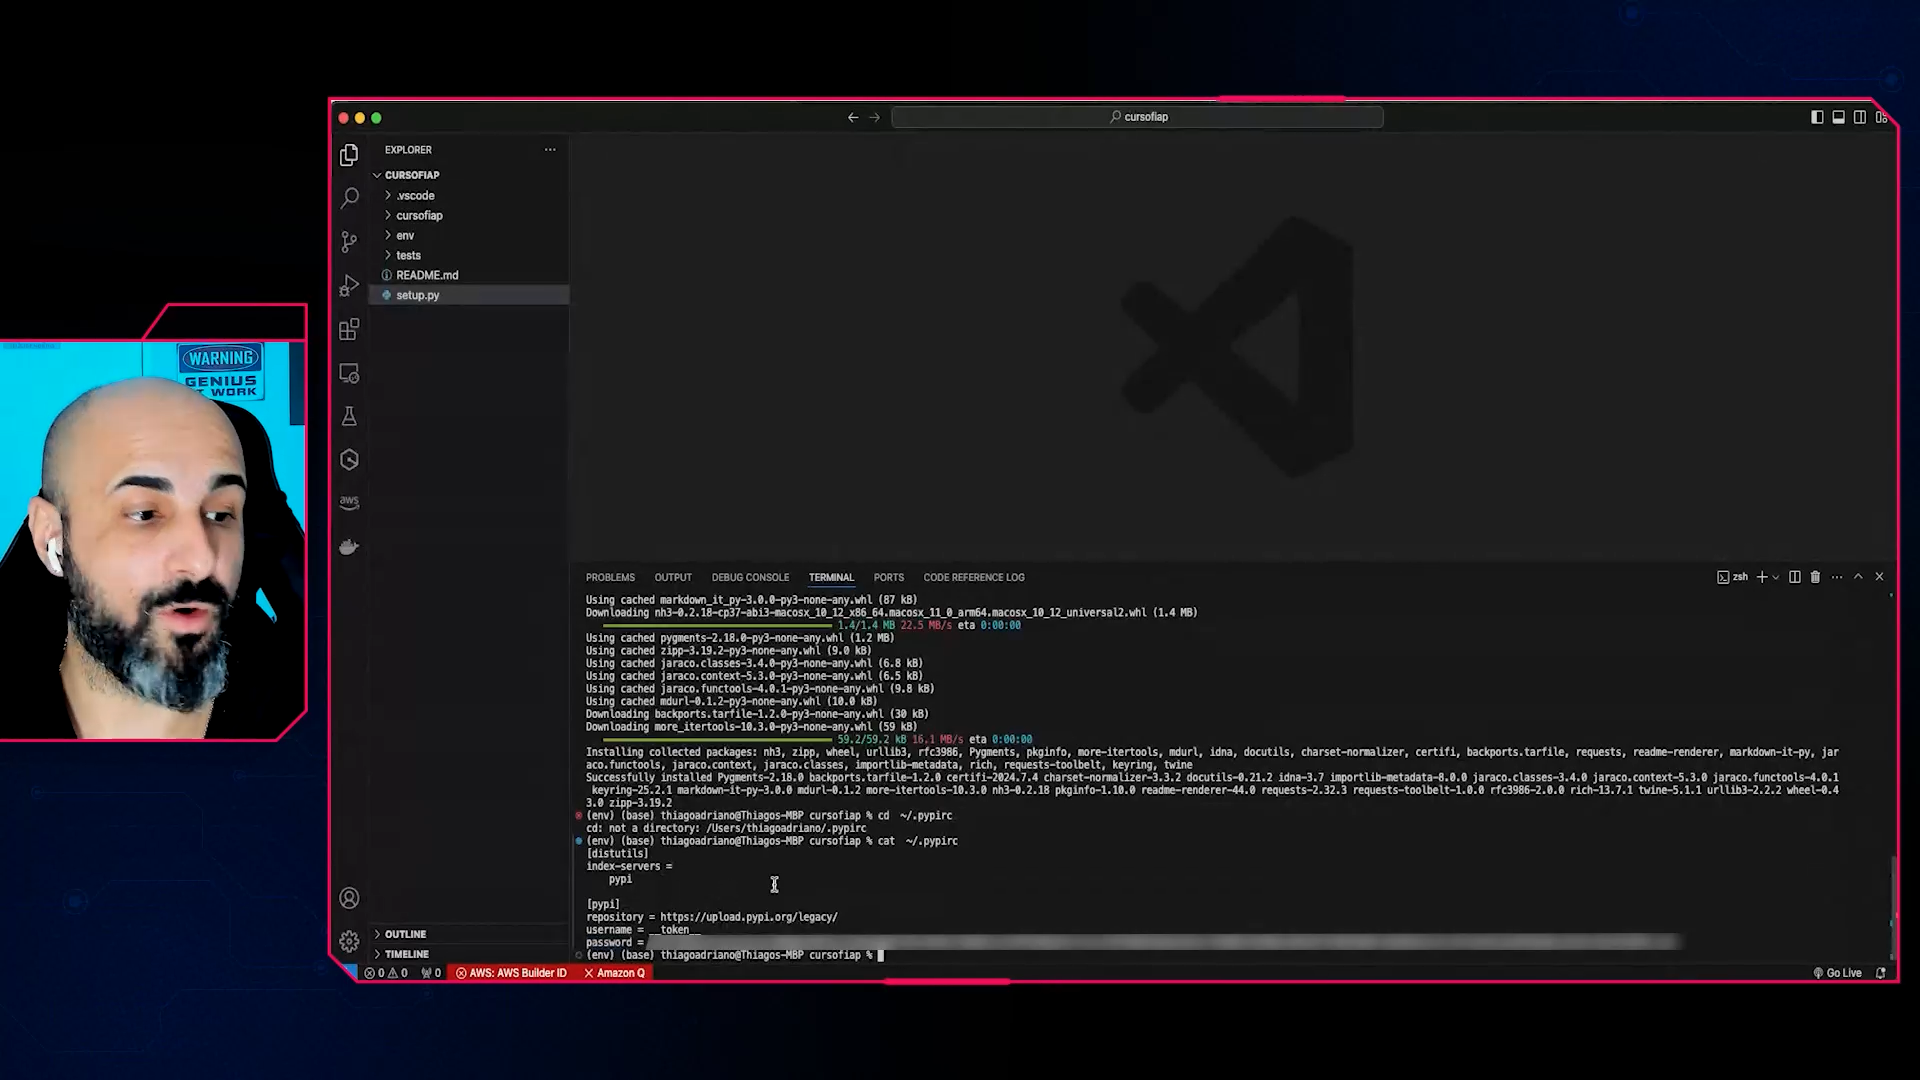 cursofiap
EXPLORER
CURSOFIAP
.vscode
cursofiap
env
tests
README.md
setup.py
OUTLINE
TIMELINE
WARNING
GENIUS
T WORK
aws
PROBLEMS OUTPUT DEBUG CONSOLE TERMINAL PORTS CODE REFERENCE LOG
zsh
Using cached markdown_it_py-3.0.0-py3-none-any.whl (87 kB)
Downloading nh3-0.2.18-cp37-abi3-macosx_10_12_x86_64.macosx_11_0_arm64.macosx_10_12_universal2.whl (1.4 MB)
1.4/1.4 MB 22.5 MB/s eta 0:00:00
Using cached pygments-2.18.0-py3-none-any.whl (1.2 MB)
Using cached zipp-3.19.2-py3-none-any.whl (9.0 kB)
Using cached jaraco.classes-3.4.0-py3-none-any.whl (6.8 kB)
Using cached jaraco.context-5.3.0-py3-none-any.whl (6.5 kB)
Using cached jaraco.functools-4.0.1-py3-none-any.whl (9.8 kB)
Using cached mdurl-0.1.2-py3-none-any.whl (10.0 kB)
Downloading backports.tarfile-1.2.0-py3-none-any.whl (30 kB)
Downloading more_itertools-10.3.0-py3-none-any.whl (59 kB)
59.2/59.2 kB 16.1 MB/s eta 0:00:00
Installing collected packages: nh3, zipp, wheel, urllib3, rfc3986, Pygments, pkginfo, more-itertools, mdurl, idna, docutils, charset-normalizer, certifi, backports.tarfile, requests, readme-renderer, markdown-it-py, jar
aco.functools, jaraco.context, jaraco.classes, importlib-metadata, rich, requests-toolbelt, keyring, twine
Successfully installed Pygments-2.18.0 backports.tarfile-1.2.0 certifi-2024.7.4 charset-normalizer-3.3.2 docutils-0.21.2 idna-3.7 importlib-metadata-8.0.0 jaraco.classes-3.4.0 jaraco.context-5.3.0 jaraco.functools-4.0.1
keyring-25.2.1 markdown-it-py-3.0.0 mdurl-0.1.2 more-itertools-10.3.0 nh3-0.2.18 pkginfo-1.10.0 readme-renderer-44.0 requests-2.32.3 requests-toolbelt-1.0.0 rfc3986-2.0.0 rich-13.7.1 twine-5.1.1 urllib3-2.2.2 wheel-0.4
3.0 zipp-3.19.2
(env) (base) thiagoadriano@Thiagos-MBP cursofiap % cd ~/.pypirc
cd: not a directory: /Users/thiagoadriano/.pypirc
(env) (base) thiagoadriano@Thiagos-MBP cursofiap % cat ~/.pypirc
[distutils]
index-servers =
pypi
[pypi]
repository = https://upload.pypi.org/legacy/
username = __token__
password =
(env) (base) thiagoadriano@Thiagos-MBP cursofiap %
0 0 0 AWS: AWS Builder ID Amazon Q Go Live